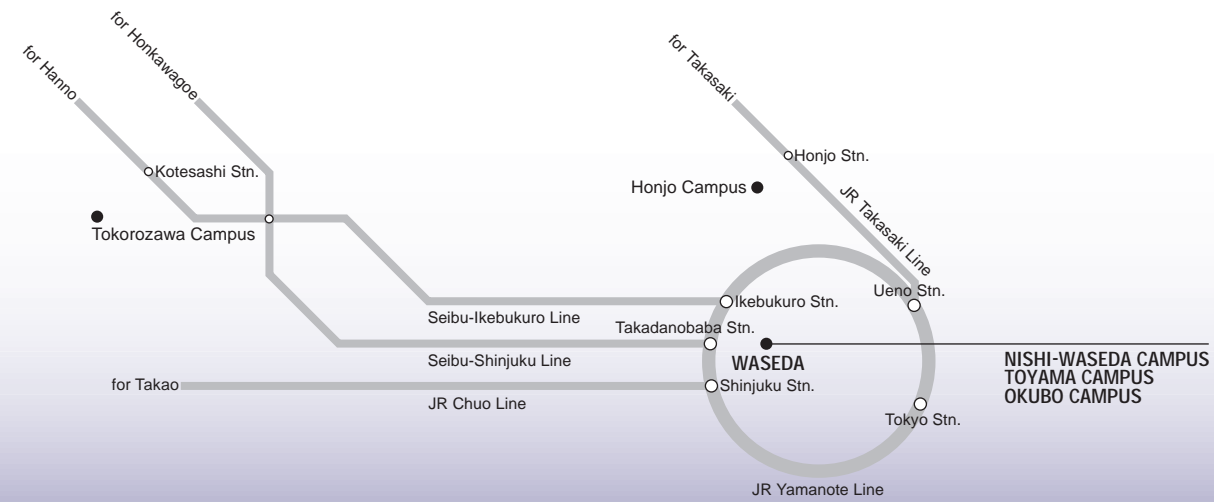 for Honkawagoe
for Hanno
for Takasaki
Kotesashi Stn.
Honjo Stn.
Honjo Campus
JR Takasaki Line
Tokorozawa Campus
Ueno Stn.
Ikebukuro Stn.
Seibu-Ikebukuro Line
Takadanobaba Stn.
Seibu-Shinjuku Line
WASEDA
NISHI-WASEDA CAMPUS
TOYAMA CAMPUS
OKUBO CAMPUS
for Takao
Shinjuku Stn.
JR Chuo Line
Tokyo Stn.
JR Yamanote Line